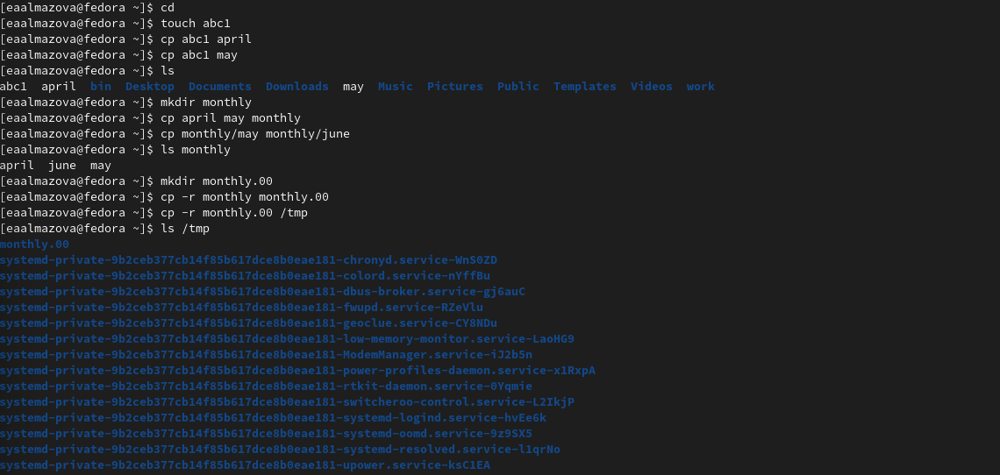 [eaalmazova@fedora ~]$ cd
[eaalmazova@fedora ~]$ touch abc1
[eaalmazova@fedora ~]$ cp abc1 april
[eaalmazova@fedora ~]$ cp abc1 may
[eaalmazova@fedora ~]$ ls
abc1  april  bin  Desktop  Documents  Downloads  may  Music  Pictures  Public  Templates  Videos  work
[eaalmazova@fedora ~]$ mkdir monthly
[eaalmazova@fedora ~]$ cp april may monthly
[eaalmazova@fedora ~]$ cp monthly/may monthly/june
[eaalmazova@fedora ~]$ ls monthly
april  june  may
[eaalmazova@fedora ~]$ mkdir monthly.00
[eaalmazova@fedora ~]$ cp -r monthly monthly.00
[eaalmazova@fedora ~]$ cp -r monthly.00 /tmp
[eaalmazova@fedora ~]$ ls /tmp
monthly.00
systemd-private-9b2ceb377cb14f85b617dce8b0eae181-chronyd.service-WnS0ZD
systemd-private-9b2ceb377cb14f85b617dce8b0eae181-colord.service-nYffBu
systemd-private-9b2ceb377cb14f85b617dce8b0eae181-dbus-broker.service-gj6auC
systemd-private-9b2ceb377cb14f85b617dce8b0eae181-fwupd.service-RZeVlu
systemd-private-9b2ceb377cb14f85b617dce8b0eae181-geoclue.service-CY8NDu
systemd-private-9b2ceb377cb14f85b617dce8b0eae181-low-memory-monitor.service-LaoHG9
systemd-private-9b2ceb377cb14f85b617dce8b0eae181-ModemManager.service-iJ2b5n
systemd-private-9b2ceb377cb14f85b617dce8b0eae181-power-profiles-daemon.service-x1RxpA
systemd-private-9b2ceb377cb14f85b617dce8b0eae181-rtkit-daemon.service-0Yqmie
systemd-private-9b2ceb377cb14f85b617dce8b0eae181-switcheroo-control.service-L2IkjP
systemd-private-9b2ceb377cb14f85b617dce8b0eae181-systemd-logind.service-hvEe6k
systemd-private-9b2ceb377cb14f85b617dce8b0eae181-systemd-oomd.service-9z9SX5
systemd-private-9b2ceb377cb14f85b617dce8b0eae181-systemd-resolved.service-l1qrNo
systemd-private-9b2ceb377cb14f85b617dce8b0eae181-upower.service-ksC1EA